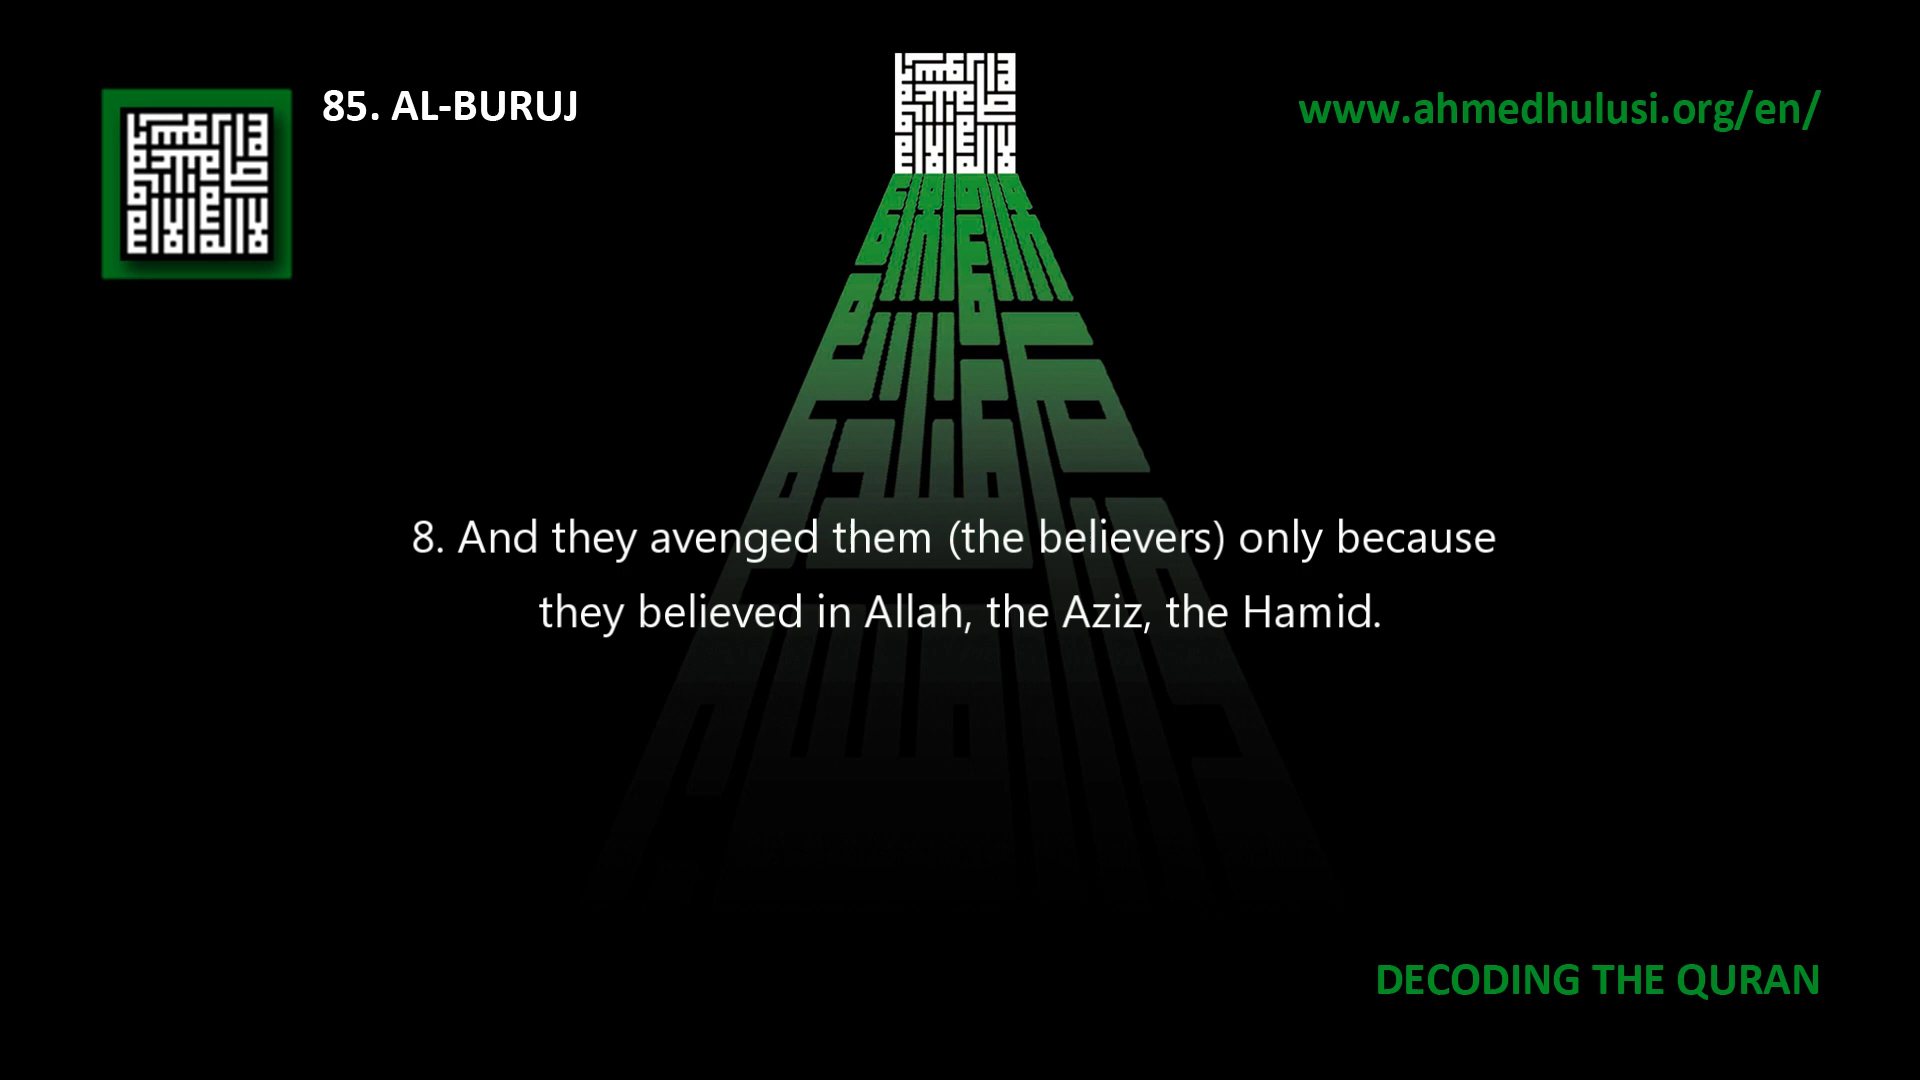 85. AL-BURUJ
www.ahmedhulusi.org/en/
8. And they avenged them (the believers) only because
they believed in Allah, the Aziz, the Hamid.
DECODING THE QURAN